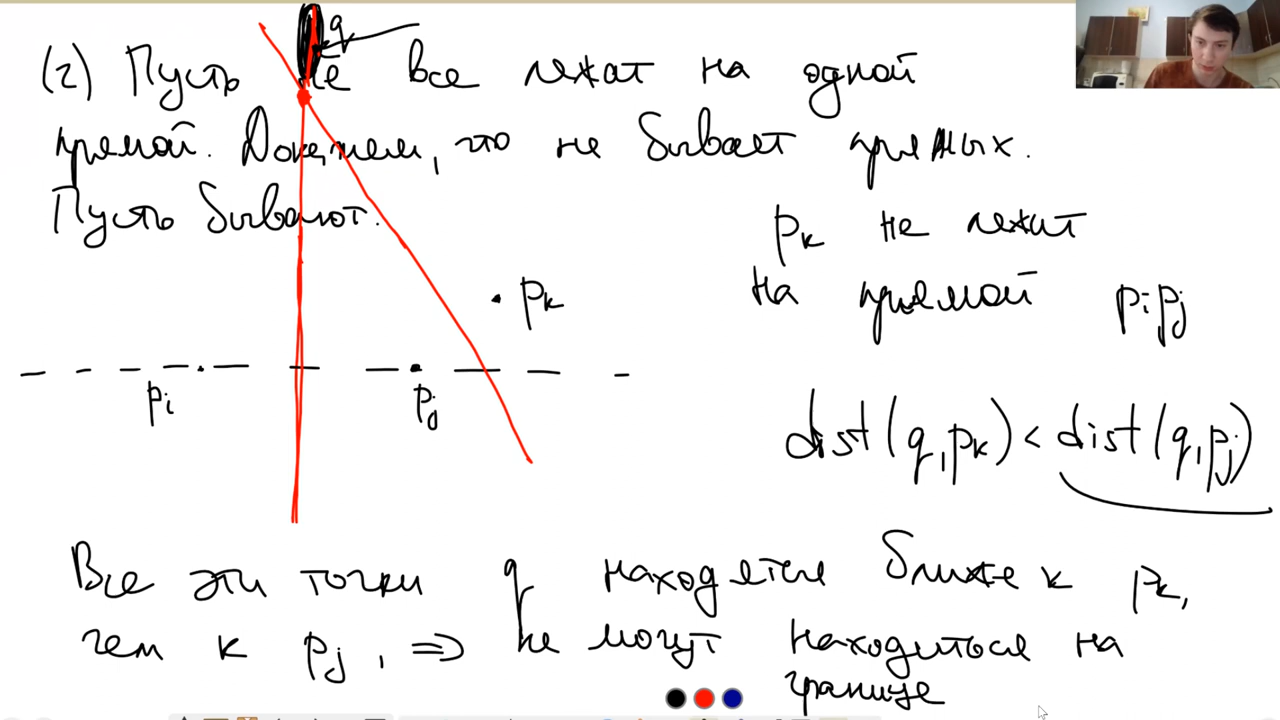 (2) Пусть не все лежат на одной
прямой. Докажем, что не бывает прямых.
Пусть бывают.
q
pₖ не лежит
на прямой pᵢpⱼ
pₖ
pᵢ
pⱼ
dist(q,pₖ) < dist(q,pⱼ)
Все эти точки q находятся ближе к pₖ,
чем к pⱼ, ⇒ не могут находиться на
границе